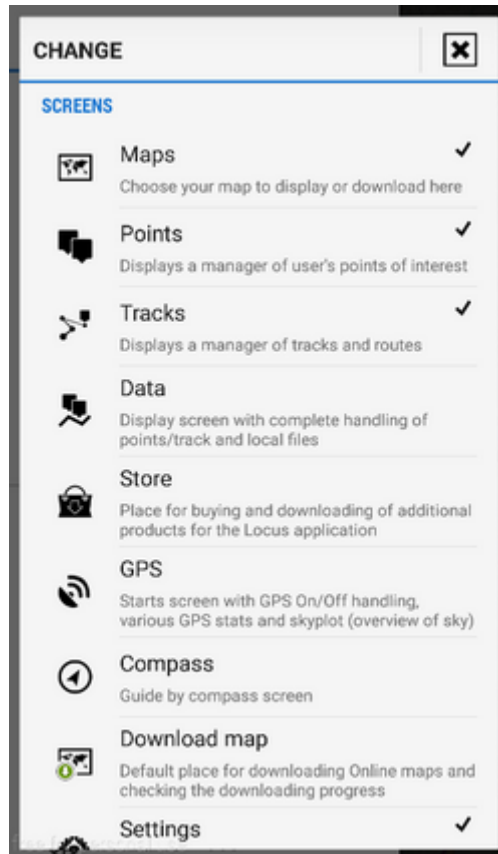 CHANGE
SCREENS
Maps
Choose your map to display or download here
Points
Displays a manager of user's points of interest
Tracks
Displays a manager of tracks and routes
Data
Display screen with complete handling of
points/track and local files
Store
Place for buying and downloading of additional
products for the Locus application
GPS
Starts screen with GPS On/Off handling,
various GPS stats and skyplot (overview of sky)
Compass
Guide by compass screen
Download map
Default place for downloading Online maps and
checking the downloading progress
Settings